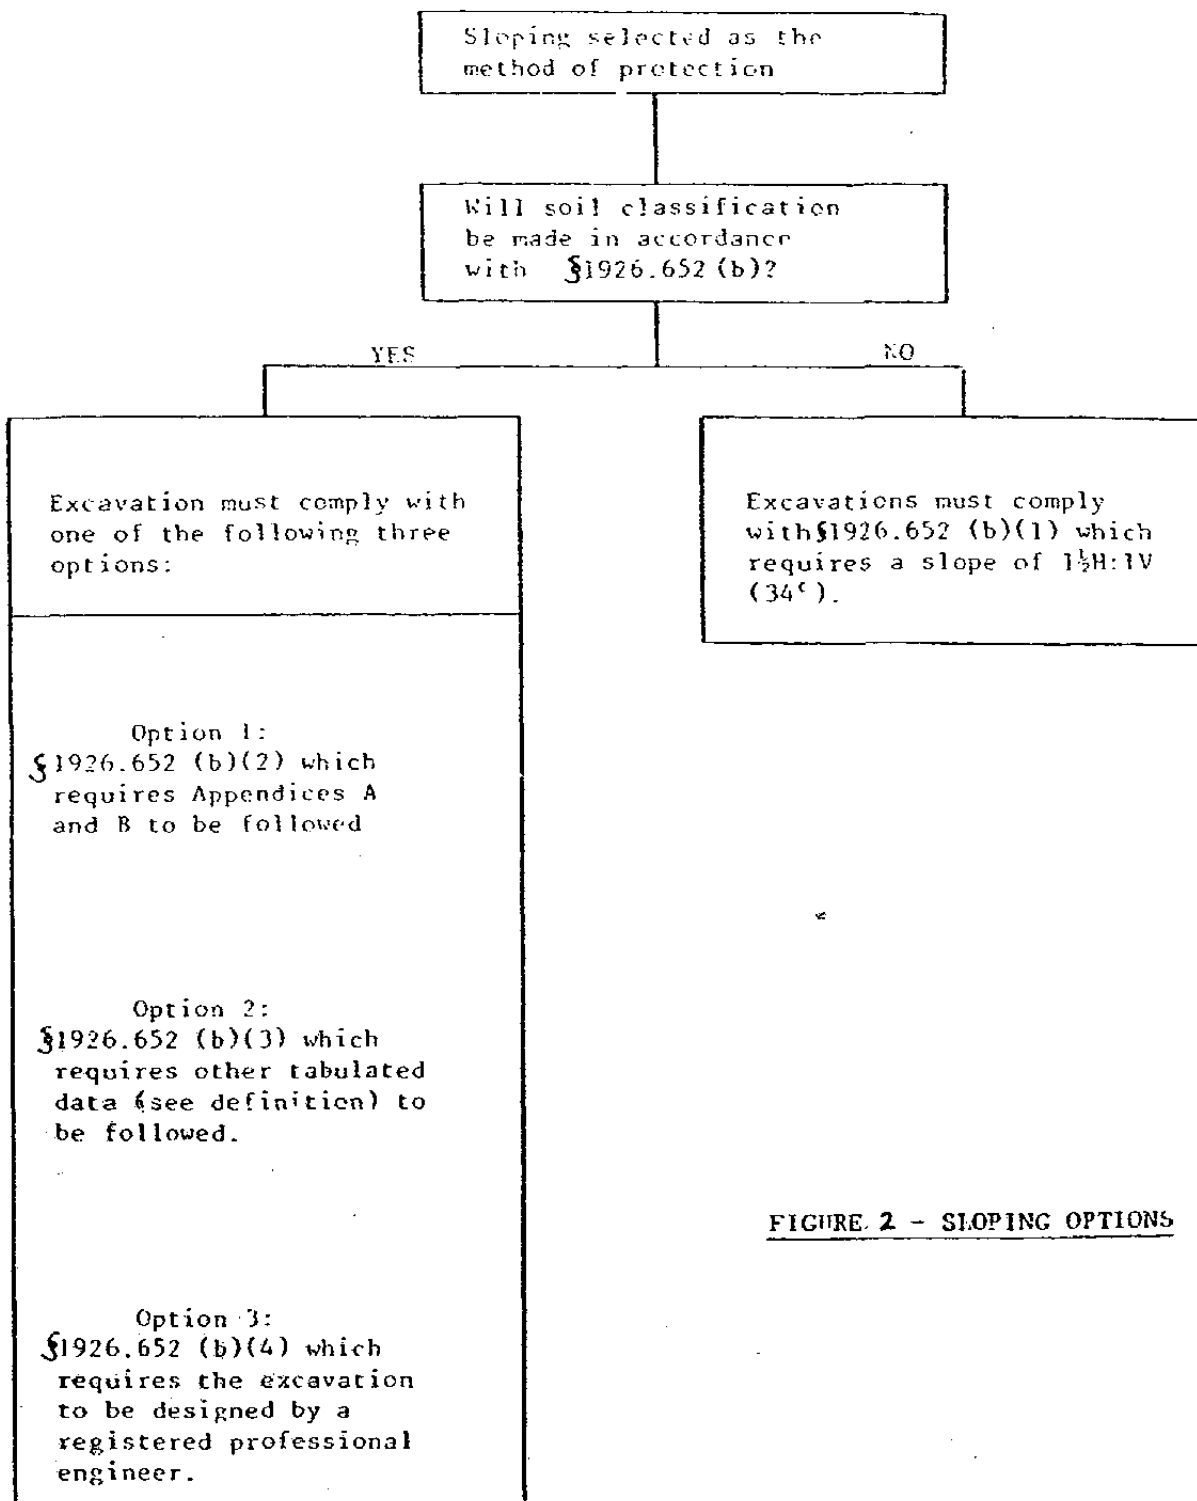 Sloping selected as the
method of protection
Will soil classification
be made in accordance
with §1926.652 (b)?
YES
NO
Excavation must comply with
one of the following three
options:
Excavations must comply
with §1926.652 (b)(1) which
requires a slope of 1½H:1V
(34°).
Option 1:
§1926.652 (b)(2) which
requires Appendices A
and B to be followed
Option 2:
§1926.652 (b)(3) which
requires other tabulated
data (see definition) to
be followed.
Option 3:
§1926.652 (b)(4) which
requires the excavation
to be designed by a
registered professional
engineer.
FIGURE 2 - SLOPING OPTIONS